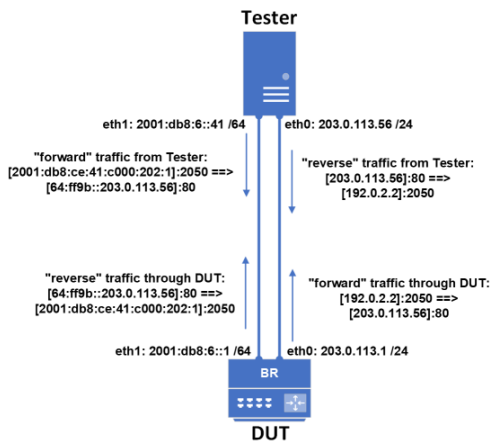 Tester
eth1: 2001:db8:6::41 /64
eth0: 203.0.113.56 /24
"forward" traffic from Tester:
[2001:db8:ce:41:c000:202:1]:2050 ==>
[64:ff9b::203.0.113.56]:80
"reverse" traffic from Tester:
[203.0.113.56]:80 ==>
[192.0.2.2]:2050
"reverse" traffic through DUT:
[64:ff9b::203.0.113.56]:80 ==>
[2001:db8:ce:41:c000:202:1]:2050
"forward" traffic through DUT:
[192.0.2.2]:2050 ==>
[203.0.113.56]:80
eth1: 2001:db8:6::1 /64
eth0: 203.0.113.1 /24
BR
DUT